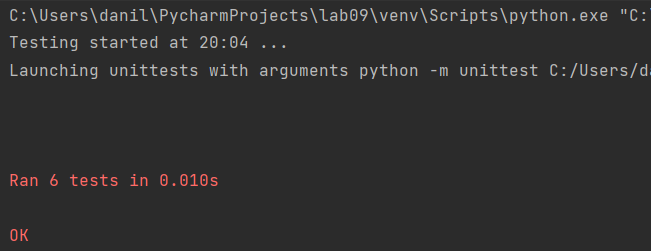 C:\Users\danil\PycharmProjects\lab09\venv\Scripts\python.exe "C:
Testing started at 20:04 ...
Launching unittests with arguments python -m unittest C:/Users/da
Ran 6 tests in 0.010s
OK